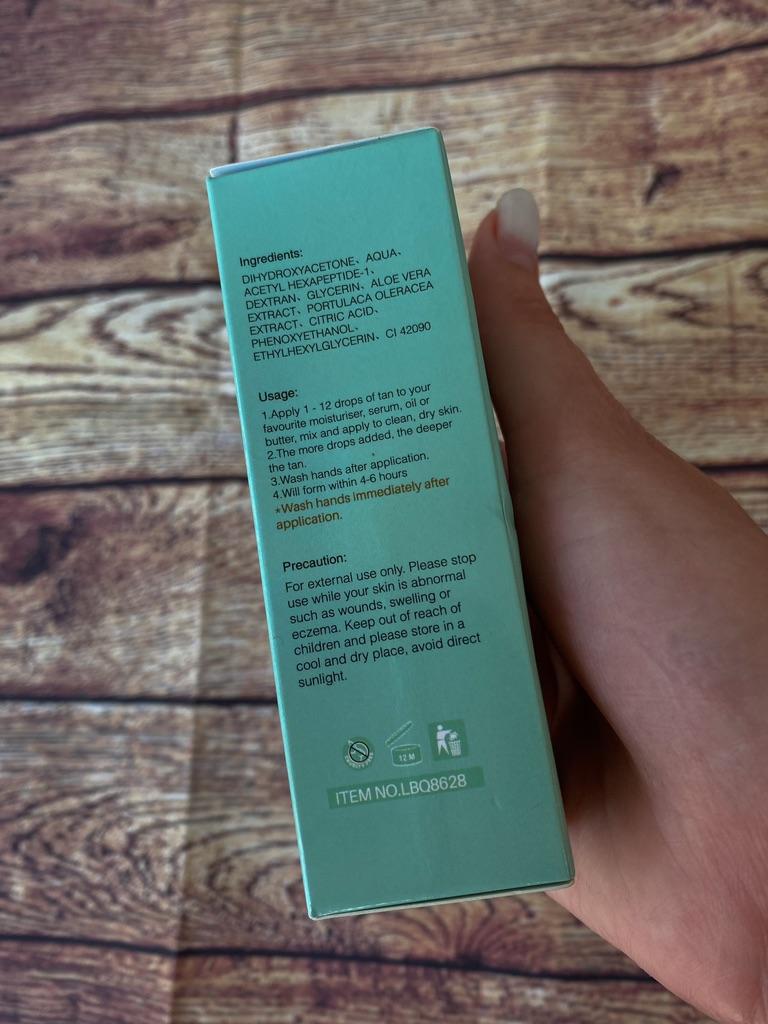 Ingredients:
DIHYDROXYACETONE、AQUA、
ACETYL HEXAPEPTIDE-1、
DEXTRAN、GLYCERIN、ALOE VERA
EXTRACT、PORTULACA OLERACEA
EXTRACT、CITRIC ACID、
PHENOXYETHANOL、
ETHYLHEXYLGLYCERIN、CI 42090
Usage:
1.Apply 1 - 12 drops of tan to your
favourite moisturiser, serum, oil or
butter, mix and apply to clean, dry skin.
2.The more drops added, the deeper
the tan.
3.Wash hands after application.
4.Will form within 4-6 hours
*Wash hands immediately after
application.
Precaution:
For external use only. Please stop
use while your skin is abnormal
such as wounds, swelling or
eczema. Keep out of reach of
children and please store in a
cool and dry place, avoid direct
sunlight.
12 M
ITEM NO.LBQ8628